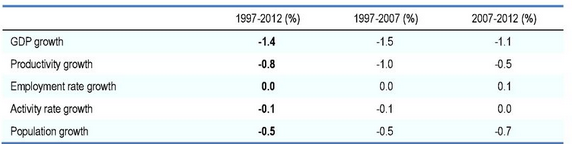 1997-2012 (%) 1997-2007 (%) 2007-2012 (%)
GDP growth -1.4 -1.5 -1.1
Productivity growth -0.8 -1.0 -0.5
Employment rate growth 0.0 0.0 0.1
Activity rate growth -0.1 -0.1 0.0
Population growth -0.5 -0.5 -0.7